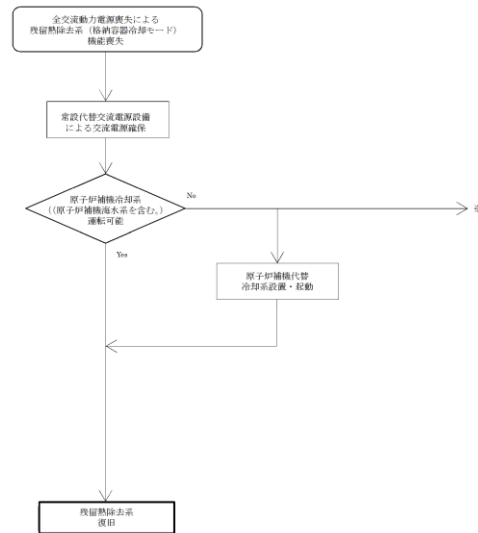 全交流動力電源喪失による
残留熱除去系（格納容器冷却モード）
機能喪失
常設代替交流電源設備
による交流電源確保
原子炉補機冷却系
（（原子炉補機海水系を含む。）
運転可能
No
Yes
原子炉補機代替
冷却系設置・起動
残留熱除去系
復旧